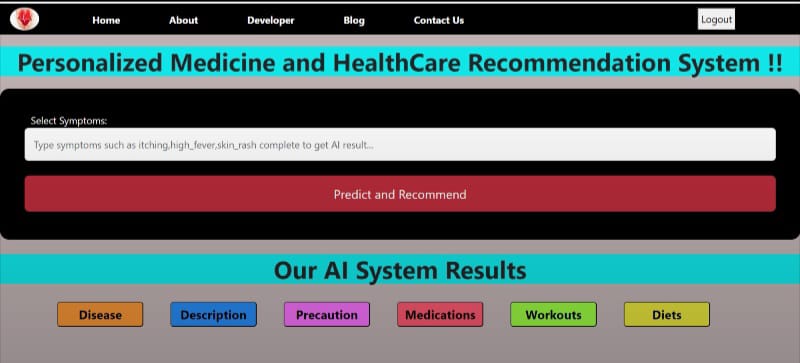 Home About Developer Blog Contact Us Logout
Personalized Medicine and HealthCare Recommendation System !!
Select Symptoms:
Type symptoms such as itching,high_fever,skin_rash complete to get AI result...
Predict and Recommend
Our AI System Results
Disease Description Precaution Medications Workouts Diets